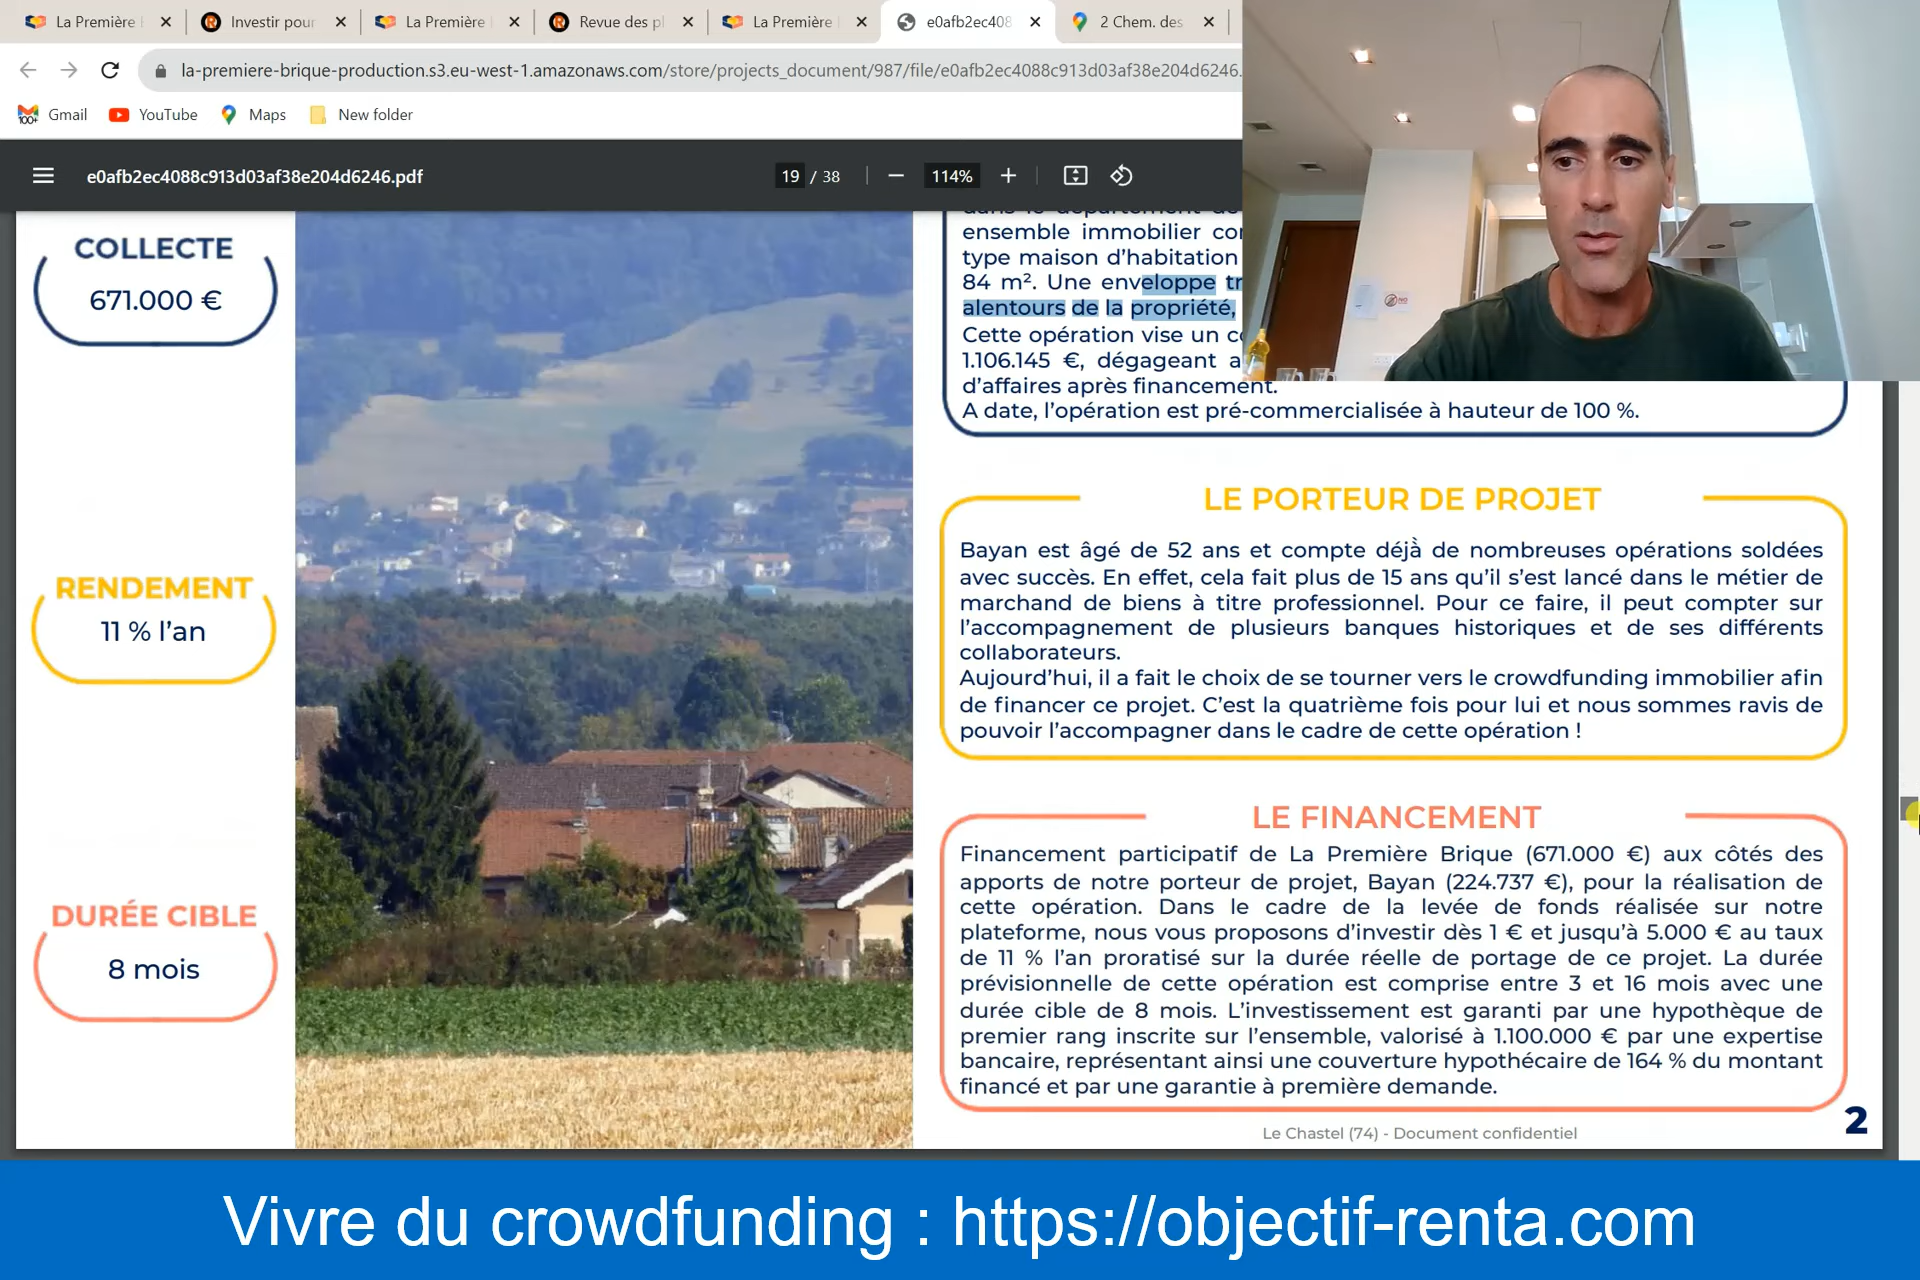 La Première
Investir pour
La Première
Revue des pl
La Première
e0afb2ec408
2 Chem. des
la-premiere-brique-production.s3.eu-west-1.amazonaws.com/store/projects_document/987/file/e0afb2ec4088c913d03af38e204d6246.
Gmail
YouTube
Maps
New folder
e0afb2ec4088c913d03af38e204d6246.pdf
19 / 38
114%
COLLECTE
671.000 €
RENDEMENT
11 % l’an
DURÉE CIBLE
8 mois
ensemble immobilier
type maison d’habitation
84 m². Une enveloppe
alentours de la propriété,
Cette opération vise un
1.106.145 €, dégageant
d’affaires après financement.
A date, l’opération est pré-commercialisée à hauteur de 100 %.
LE PORTEUR DE PROJET
Bayan est âgé de 52 ans et compte déjà de nombreuses opérations soldées
avec succès. En effet, cela fait plus de 15 ans qu’il s’est lancé dans le métier de
marchand de biens à titre professionnel. Pour ce faire, il peut compter sur
l’accompagnement de plusieurs banques historiques et de ses différents
collaborateurs.
Aujourd’hui, il a fait le choix de se tourner vers le crowdfunding immobilier afin
de financer ce projet. C’est la quatrième fois pour lui et nous sommes ravis de
pouvoir l’accompagner dans le cadre de cette opération !
LE FINANCEMENT
Financement participatif de La Première Brique (671.000 €) aux côtés des
apports de notre porteur de projet, Bayan (224.737 €), pour la réalisation de
cette opération. Dans le cadre de la levée de fonds réalisée sur notre
plateforme, nous vous proposons d’investir dès 1 € et jusqu’à 5.000 € au taux
de 11 % l’an proratisé sur la durée réelle de portage de ce projet. La durée
prévisionnelle de cette opération est comprise entre 3 et 16 mois avec une
durée cible de 8 mois. L’investissement est garanti par une hypothèque de
premier rang inscrite sur l’ensemble, valorisé à 1.100.000 € par une expertise
bancaire, représentant ainsi une couverture hypothécaire de 164 % du montant
financé et par une garantie à première demande.
Le Chastel (74) - Document confidentiel
2
Vivre du crowdfunding : https://objectif-renta.com